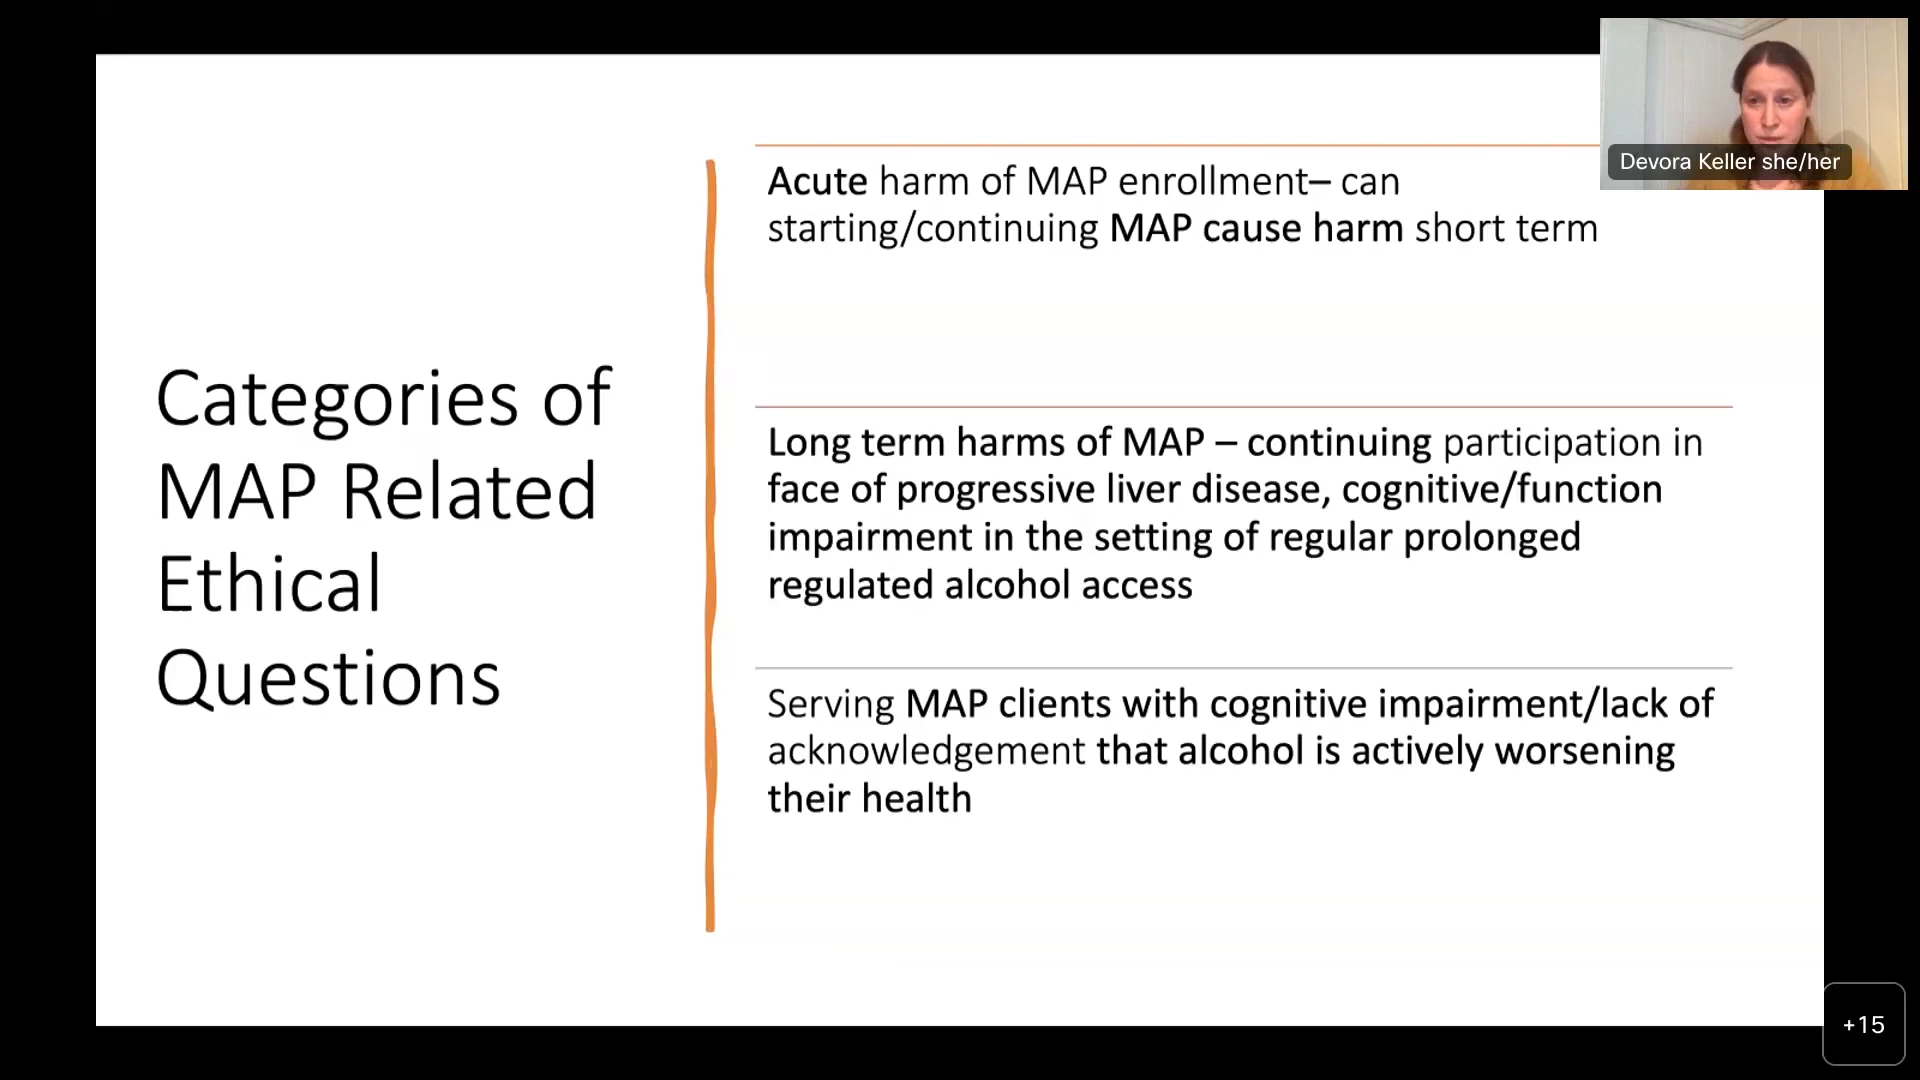 Categories of
MAP Related
Ethical
Questions
Acute harm of MAP enrollment– can
starting/continuing MAP cause harm short term
Long term harms of MAP – continuing participation in
face of progressive liver disease, cognitive/function
impairment in the setting of regular prolonged
regulated alcohol access
Serving MAP clients with cognitive impairment/lack of
acknowledgement that alcohol is actively worsening
their health
Devora Keller she/her
+15